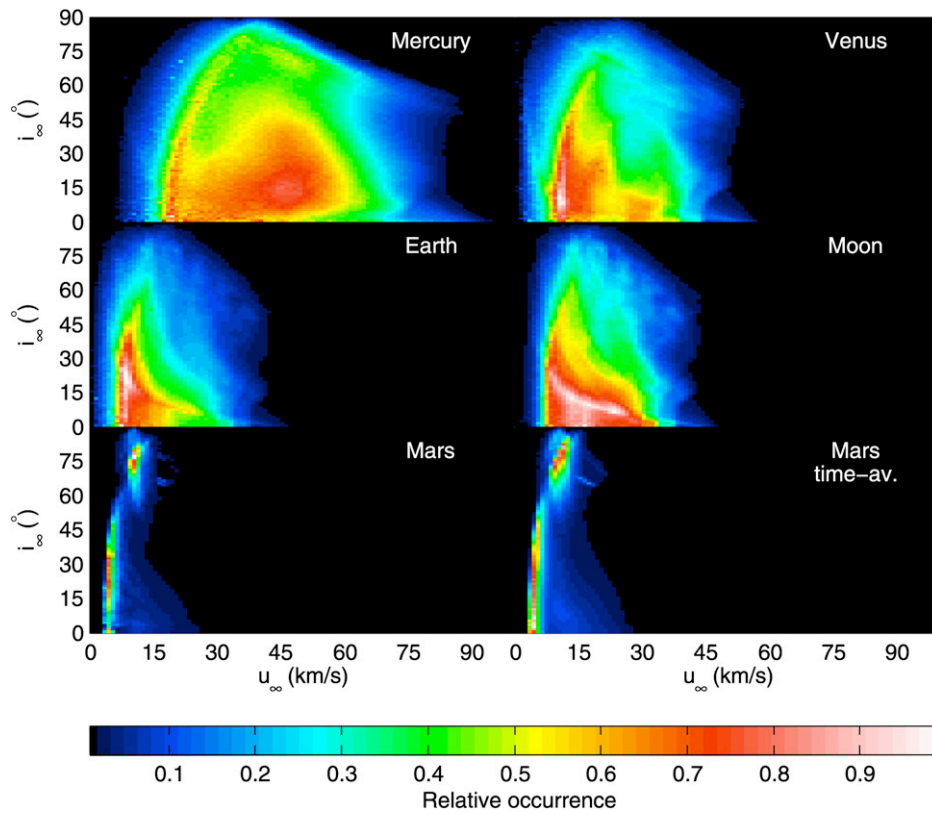 90
75
60
45
30
15
0
i∞(°)
Mercury
Venus
75
60
45
30
15
0
i∞(°)
Earth
Moon
75
60
45
30
15
0
i∞(°)
Mars
Mars
time-av.
0 15 30 45 60 75 90 0 15 30 45 60 75 90
u∞ (km/s) u∞ (km/s)
0.1 0.2 0.3 0.4 0.5 0.6 0.7 0.8 0.9
Relative occurrence